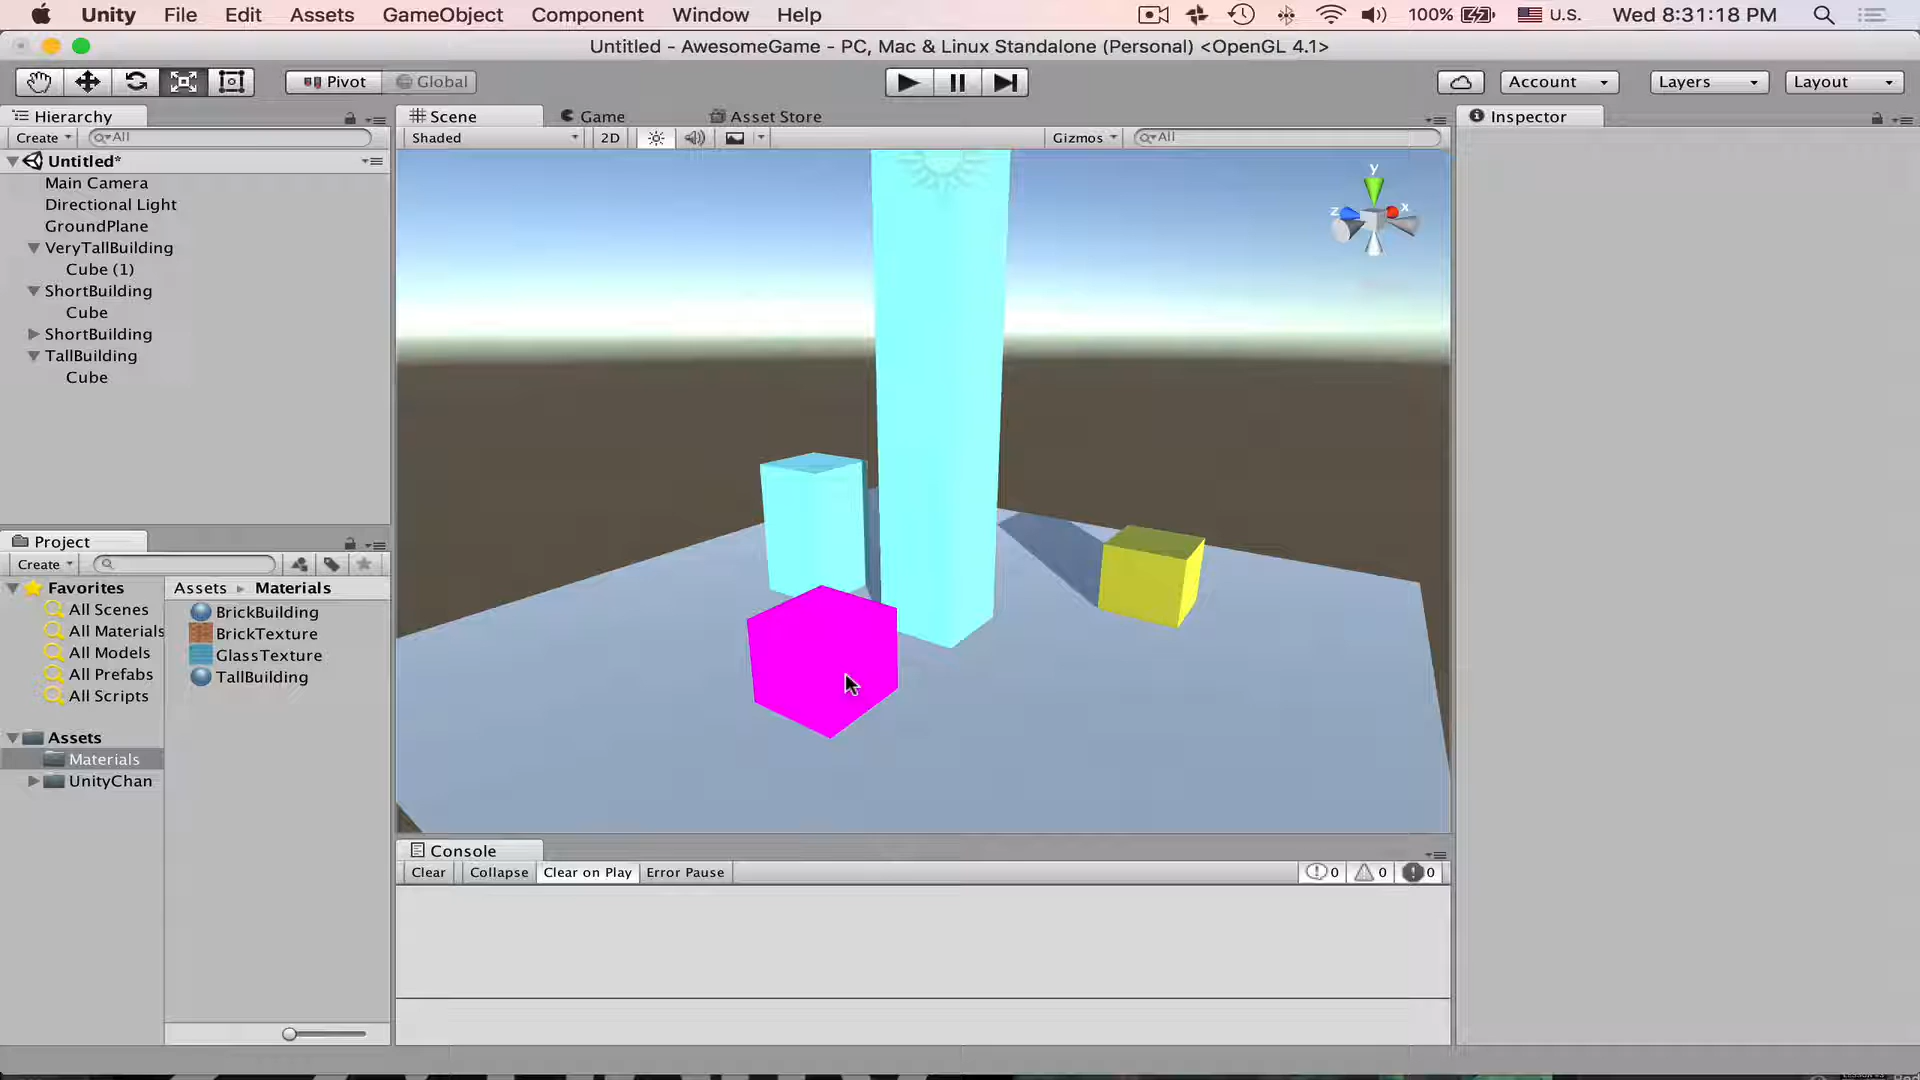 Unity File Edit Assets GameObject Component Window Help 100% U.S. Wed 8:31:18 PM
Untitled - AwesomeGame - PC, Mac & Linux Standalone (Personal) <OpenGL 4.1>
Pivot Global Account Layers Layout
Hierarchy
Create All
Untitled*
Main Camera
Directional Light
GroundPlane
VeryTallBuilding
Cube (1)
ShortBuilding
Cube
ShortBuilding
TallBuilding
Cube
Project
Create
Favorites
All Scenes
All Materials
All Models
All Prefabs
All Scripts
Assets
Materials
UnityChan
Assets Materials
BrickBuilding
BrickTexture
GlassTexture
TallBuilding
Scene Game Asset Store
Shaded 2D Gizmos All
y
z x
Console
Clear Collapse Clear on Play Error Pause 0 0 0
Inspector